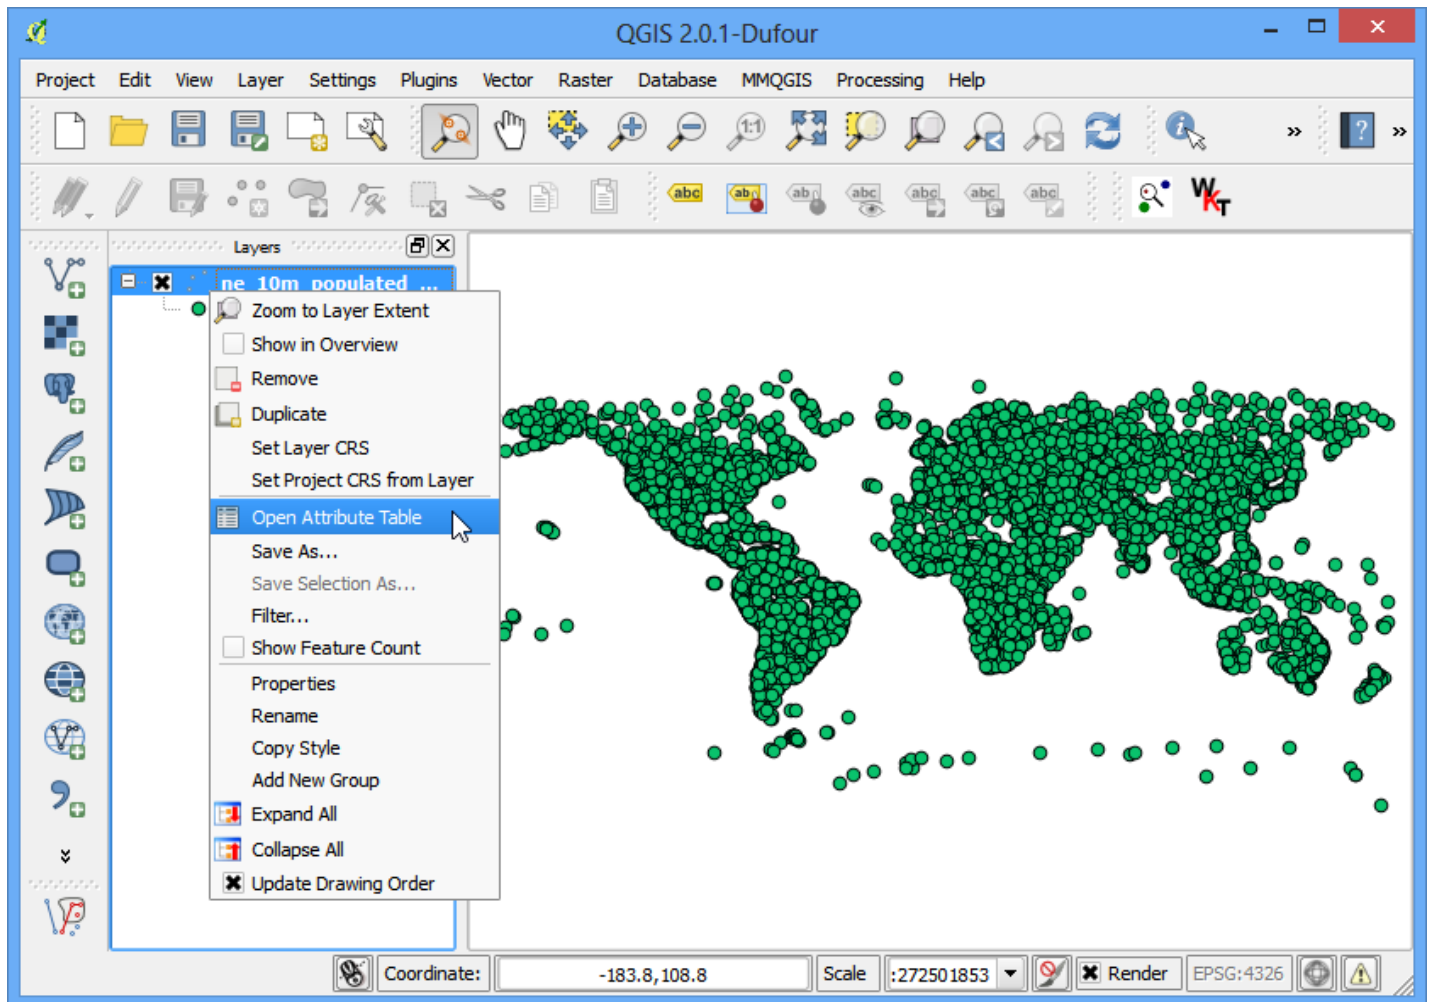 QGIS 2.0.1-Dufour
Project Edit View Layer Settings Plugins Vector Raster Database MMQGIS Processing Help
1:1
abc
WKT
Layers
ne_10m_populated_...
Zoom to Layer Extent
Show in Overview
Remove
Duplicate
Set Layer CRS
Set Project CRS from Layer
Open Attribute Table
Save As...
Save Selection As...
Filter...
Show Feature Count
Properties
Rename
Copy Style
Add New Group
Expand All
Collapse All
Update Drawing Order
Coordinate: -183.8,108.8 Scale :272501853 Render EPSG:4326